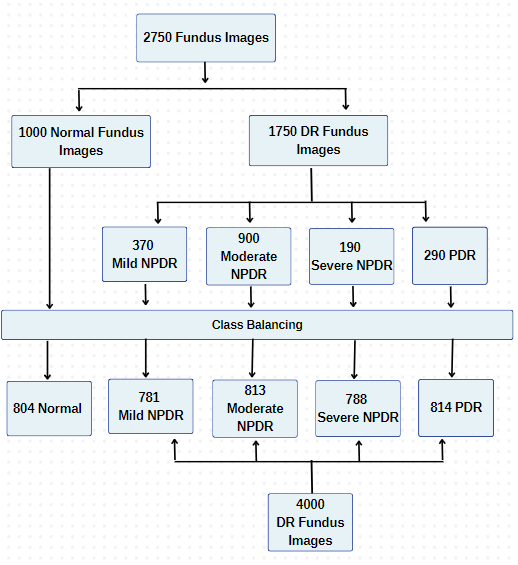 2750 Fundus Images
1000 Normal Fundus
Images
1750 DR Fundus
Images
370
Mild NPDR
900
Moderate
NPDR
190
Severe NPDR
290 PDR
Class Balancing
804 Normal
781
Mild NPDR
813
Moderate
NPDR
788
Severe NPDR
814 PDR
4000
DR Fundus
Images